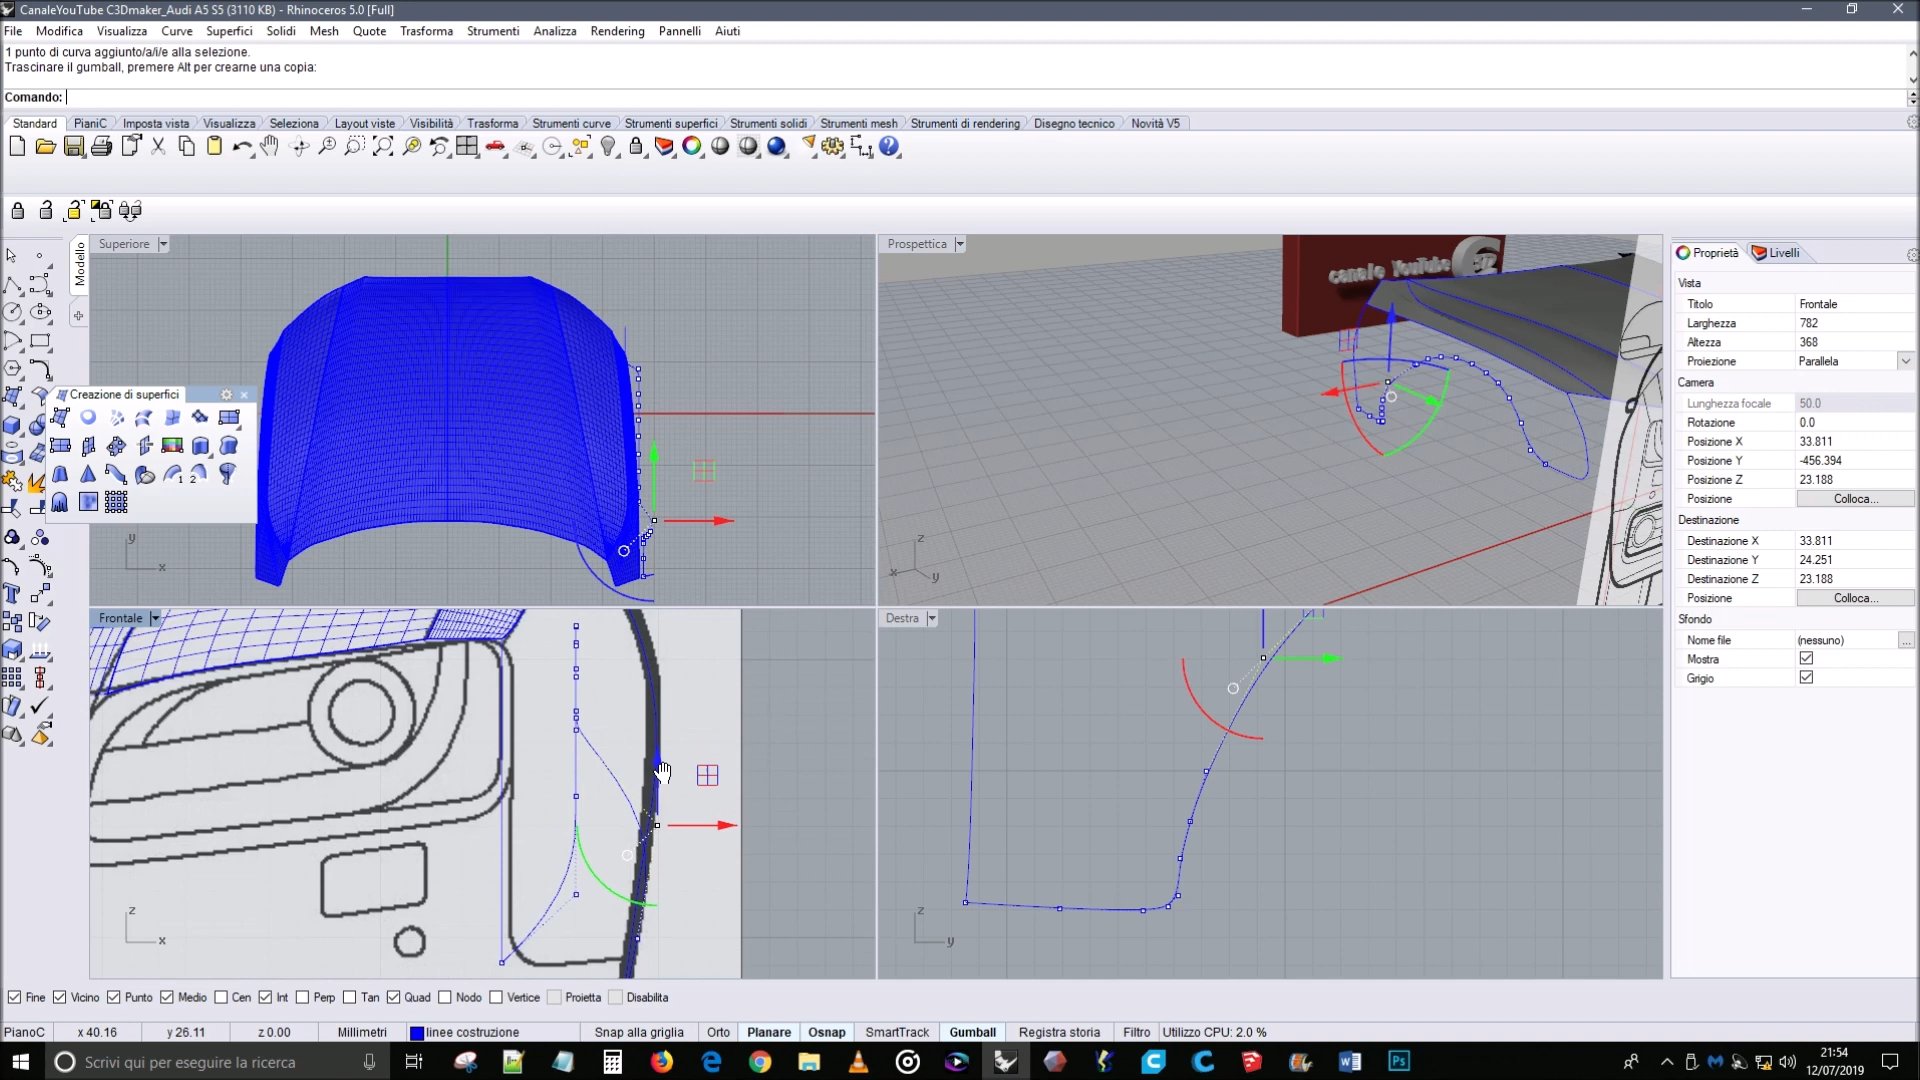 CanaleYouTube C3Dmaker_Audi A5 S5 (3110 KB) - Rhinoceros 5.0 [Full]
File Modifica Visualizza Curve Superfici Solidi Mesh Quote Trasforma Strumenti Analizza Rendering Pannelli Aiuti
1 punto di curva aggiunto/a/i/e alla selezione.
Trascinare il gumball, premere Alt per crearne una copia:
Comando:
Standard PianiC Imposta vista Visualizza Seleziona Layout viste Visibilità Trasforma Strumenti curve Strumenti superfici Strumenti solidi Strumenti mesh Strumenti di rendering Disegno tecnico Novità V5
Modello
Superiore
Prospettica
canale YouTube
Proprietà Livelli
Vista
Titolo Frontale
Larghezza 782
Altezza 368
Proiezione Parallela
Camera
Lunghezza focale 50.0
Rotazione 0.0
Posizione X 33.811
Posizione Y -456.394
Posizione Z 23.188
Posizione Colloca...
Destinazione
Destinazione X 33.811
Destinazione Y 24.251
Destinazione Z 23.188
Posizione Colloca...
Sfondo
Nome file (nessuno) ...
Mostra
Grigio
Creazione di superfici
1 2
y
x
z
x
y
Frontale
Destra
z
x
z
y
Fine Vicino Punto Medio Cen Int Perp Tan Quad Nodo Vertice Proietta Disabilita
PianoC x 40.16 y 26.11 z 0.00 Millimetri linee costruzione Snap alla griglia Orto Planare Osnap SmartTrack Gumball Registra storia Filtro Utilizzo CPU: 2.0 %
Scrivi qui per eseguire la ricerca
21:54
12/07/2019